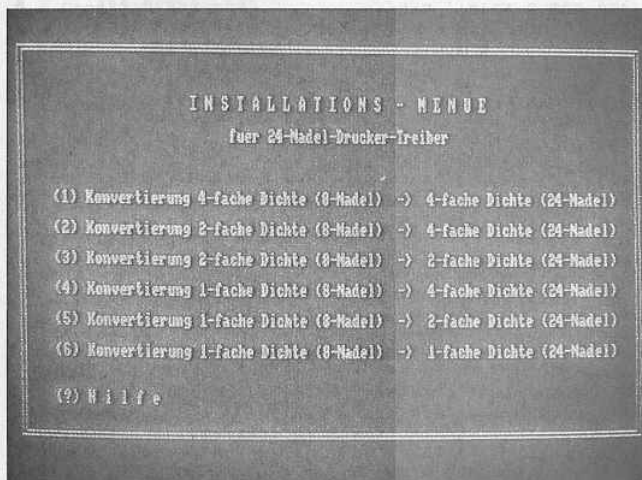 INSTALLATIONS - MENUE
fuer 24-Nadel-Drucker-Treiber
(1) Konvertierung 4-fache Dichte (8-Nadel) -> 4-fache Dichte (24-Nadel)
(2) Konvertierung 2-fache Dichte (8-Nadel) -> 4-fache Dichte (24-Nadel)
(3) Konvertierung 2-fache Dichte (8-Nadel) -> 2-fache Dichte (24-Nadel)
(4) Konvertierung 1-fache Dichte (8-Nadel) -> 4-fache Dichte (24-Nadel)
(5) Konvertierung 1-fache Dichte (8-Nadel) -> 2-fache Dichte (24-Nadel)
(6) Konvertierung 1-fache Dichte (8-Nadel) -> 1-fache Dichte (24-Nadel)
(?) Hilfe